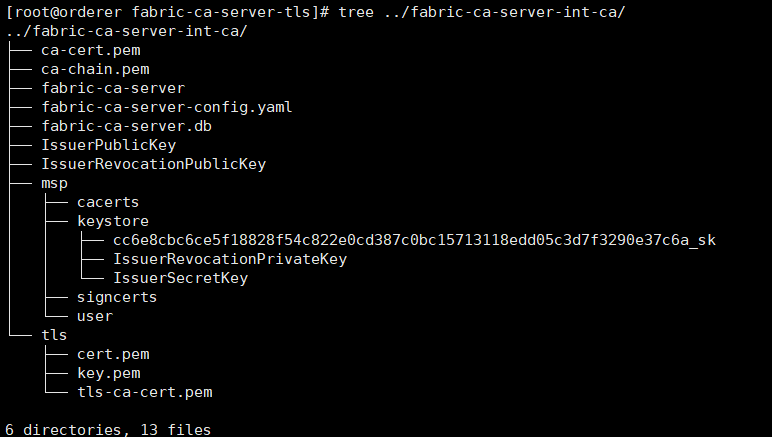 [root@orderer fabric-ca-server-tls]# tree ../fabric-ca-server-int-ca/
../fabric-ca-server-int-ca/
├── ca-cert.pem
├── ca-chain.pem
├── fabric-ca-server
├── fabric-ca-server-config.yaml
├── fabric-ca-server.db
├── IssuerPublicKey
├── IssuerRevocationPublicKey
├── msp
│   ├── cacerts
│   ├── keystore
│   │   ├── cc6e8cbc6ce5f18828f54c822e0cd387c0bc15713118edd05c3d7f3290e37c6a_sk
│   │   ├── IssuerRevocationPrivateKey
│   │   └── IssuerSecretKey
│   ├── signcerts
│   └── user
└── tls
    ├── cert.pem
    ├── key.pem
    └── tls-ca-cert.pem

6 directories, 13 files